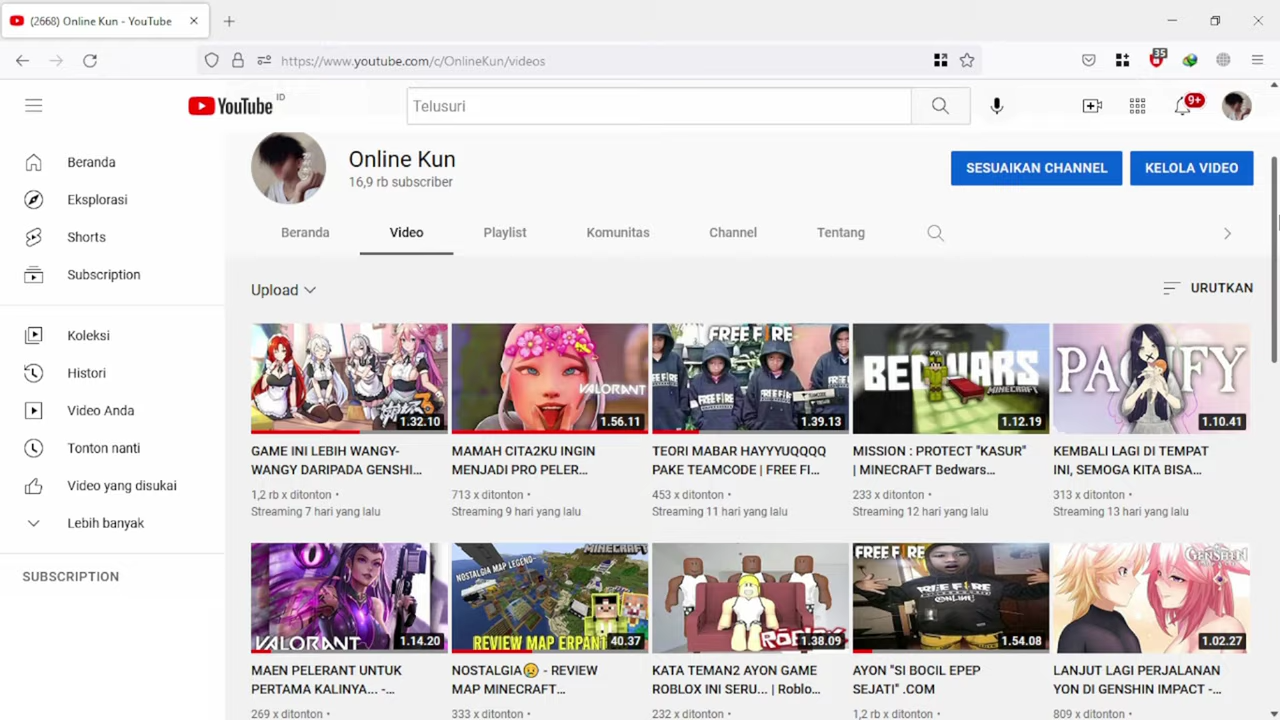 (2668) Online Kun - YouTube
https://www.youtube.com/c/OnlineKun/videos
35
YouTube ID
Telusuri
9+
Beranda
Eksplorasi
Shorts
Subscription
Koleksi
Histori
Video Anda
Tonton nanti
Video yang disukai
Lebih banyak
SUBSCRIPTION
Online Kun
16,9 rb subscriber
SESUAIKAN CHANNEL
KELOLA VIDEO
Beranda
Video
Playlist
Komunitas
Channel
Tentang
Upload
URUTKAN
1.32.10
GAME INI LEBIH WANGY-
WANGY DARIPADA GENSHI...
1,2 rb x ditonton •
Streaming 7 hari yang lalu
VALORANT
1.56.11
MAMAH CITA2KU INGIN
MENJADI PRO PELER...
713 x ditonton •
Streaming 9 hari yang lalu
FREE FIRE
1.39.13
TEORI MABAR HAYYYUQQQQ
PAKE TEAMCODE | FREE FI...
453 x ditonton •
Streaming 11 hari yang lalu
BEDWARS
MINECRAFT
1.12.19
MISSION : PROTECT "KASUR"
| MINECRAFT Bedwars...
233 x ditonton •
Streaming 12 hari yang lalu
PACIFY
1.10.41
KEMBALI LAGI DI TEMPAT
INI, SEMOGA KITA BISA...
313 x ditonton •
Streaming 13 hari yang lalu
VALORANT
1.14.20
MAEN PELERANT UNTUK
PERTAMA KALINYA... -...
269 x ditonton •
MINECRAFT
NOSTALGIA MAP LEGEND
REVIEW MAP ERPANT
40.37
NOSTALGIA😢 - REVIEW
MAP MINECRAFT...
333 x ditonton •
ROBLOX
1.38.09
KATA TEMAN2 AYON GAME
ROBLOX INI SERU... | Roblo...
232 x ditonton •
FREE FIRE
FREE FIRE
ONLINE
1.54.08
AYON "SI BOCIL EPEP
SEJATI" .COM
1,2 rb x ditonton •
GENSHIN
1.02.27
LANJUT LAGI PERJALANAN
YON DI GENSHIN IMPACT -...
809 x ditonton •